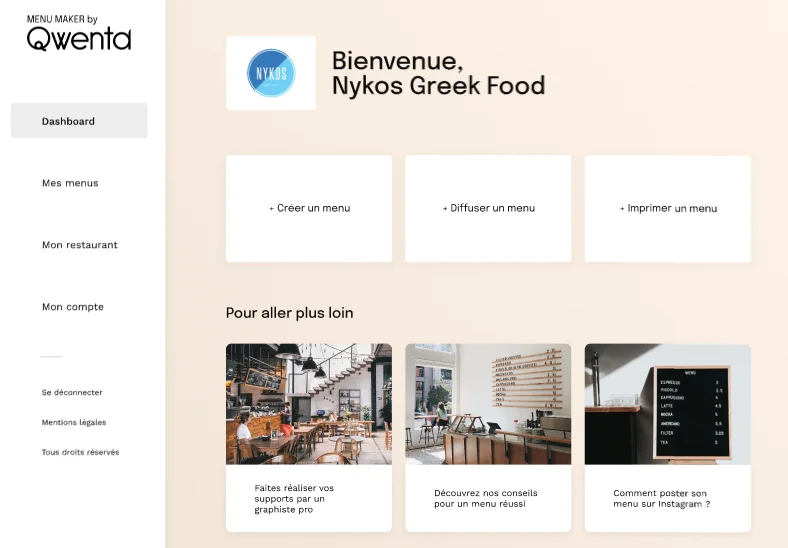 MENU MAKER by
Qwenta
Dashboard
Mes menus
Mon restaurant
Mon compte
Se déconnecter
Mentions légales
Tous droits réservés
NYKOS
Bienvenue,
Nykos Greek Food
+ Créer un menu
+ Diffuser un menu
+ Imprimer un menu
Pour aller plus loin
MENU
ESPRESSO 3
PICCOLO 3.5
CAPPUCCINO 4
LATTE 4.5
MOCHA 5
AMERICANO 3.5
FILTER
TEA 5
Faites réaliser vos
supports par un
graphiste pro
Découvrez nos conseils
pour un menu réussi
Comment poster son
menu sur Instagram ?